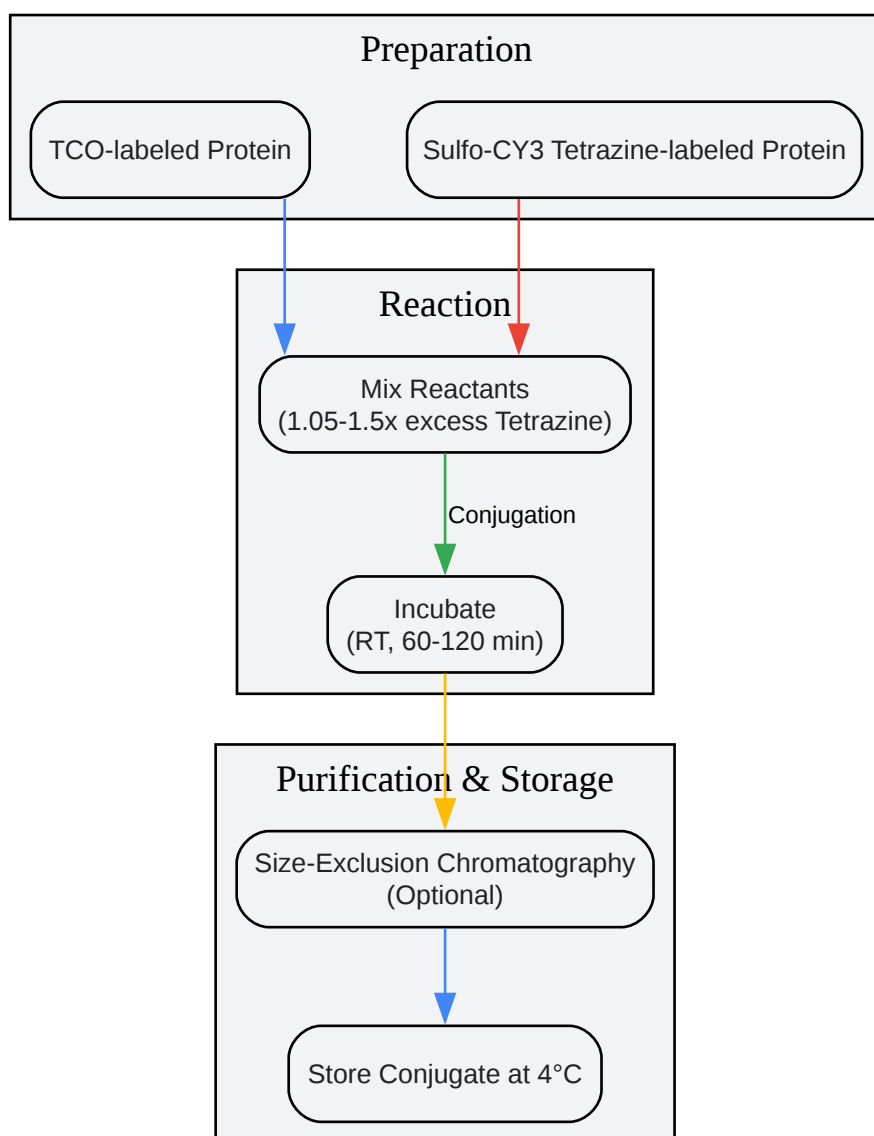 Preparation
TCO-labeled Protein
Sulfo-CY3 Tetrazine-labeled Protein
Reaction
Mix Reactants
(1.05-1.5x excess Tetrazine)
Conjugation
Incubate
(RT, 60-120 min)
Purification & Storage
Size-Exclusion Chromatography
(Optional)
Store Conjugate at 4°C